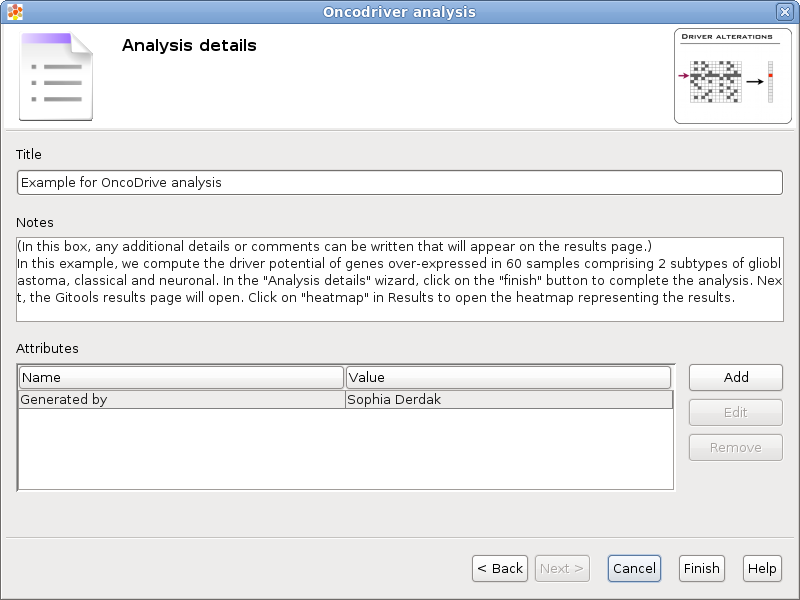 Oncodriver analysis
Analysis details
Driver alterations
Title
Example for OncoDrive analysis
Notes
(In this box, any additional details or comments can be written that will appear on the results page.)
In this example, we compute the driver potential of genes over-expressed in 60 samples comprising 2 subtypes of gliobl
astoma, classical and neuronal. In the "Analysis details" wizard, click on the "finish" button to complete the analysis. Nex
t, the Gitools results page will open. Click on "heatmap" in Results to open the heatmap representing the results.
Attributes
Name Value
Generated by Sophia Derdak
Add
Edit
Remove
< Back Next > Cancel Finish Help